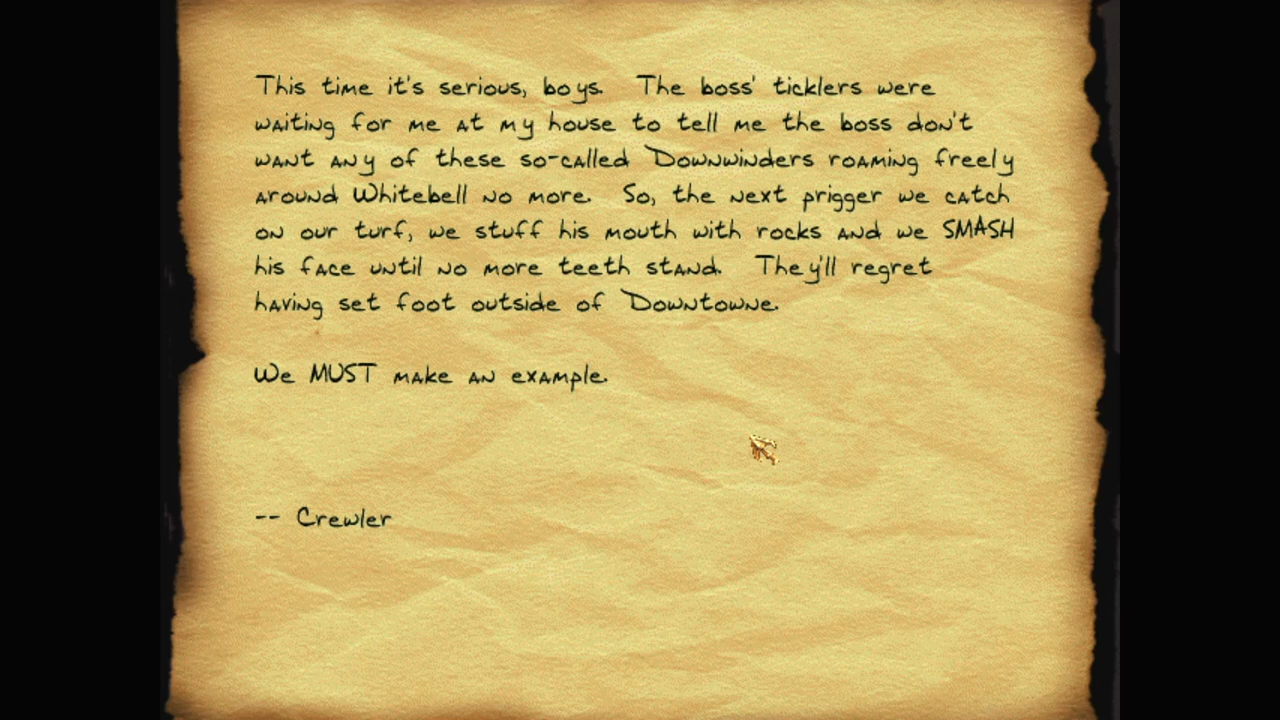 This time it's serious, boys.  The boss' ticklers were
waiting for me at my house to tell me the boss don't
want any of these so-called Downwinders roaming freely
around Whitebell no more.  So, the next prigger we catch
on our turf, we stuff his mouth with rocks and we SMASH
his face until no more teeth stand.  They'll regret
having set foot outside of Downtowne.
We MUST make an example.
-- Crewler